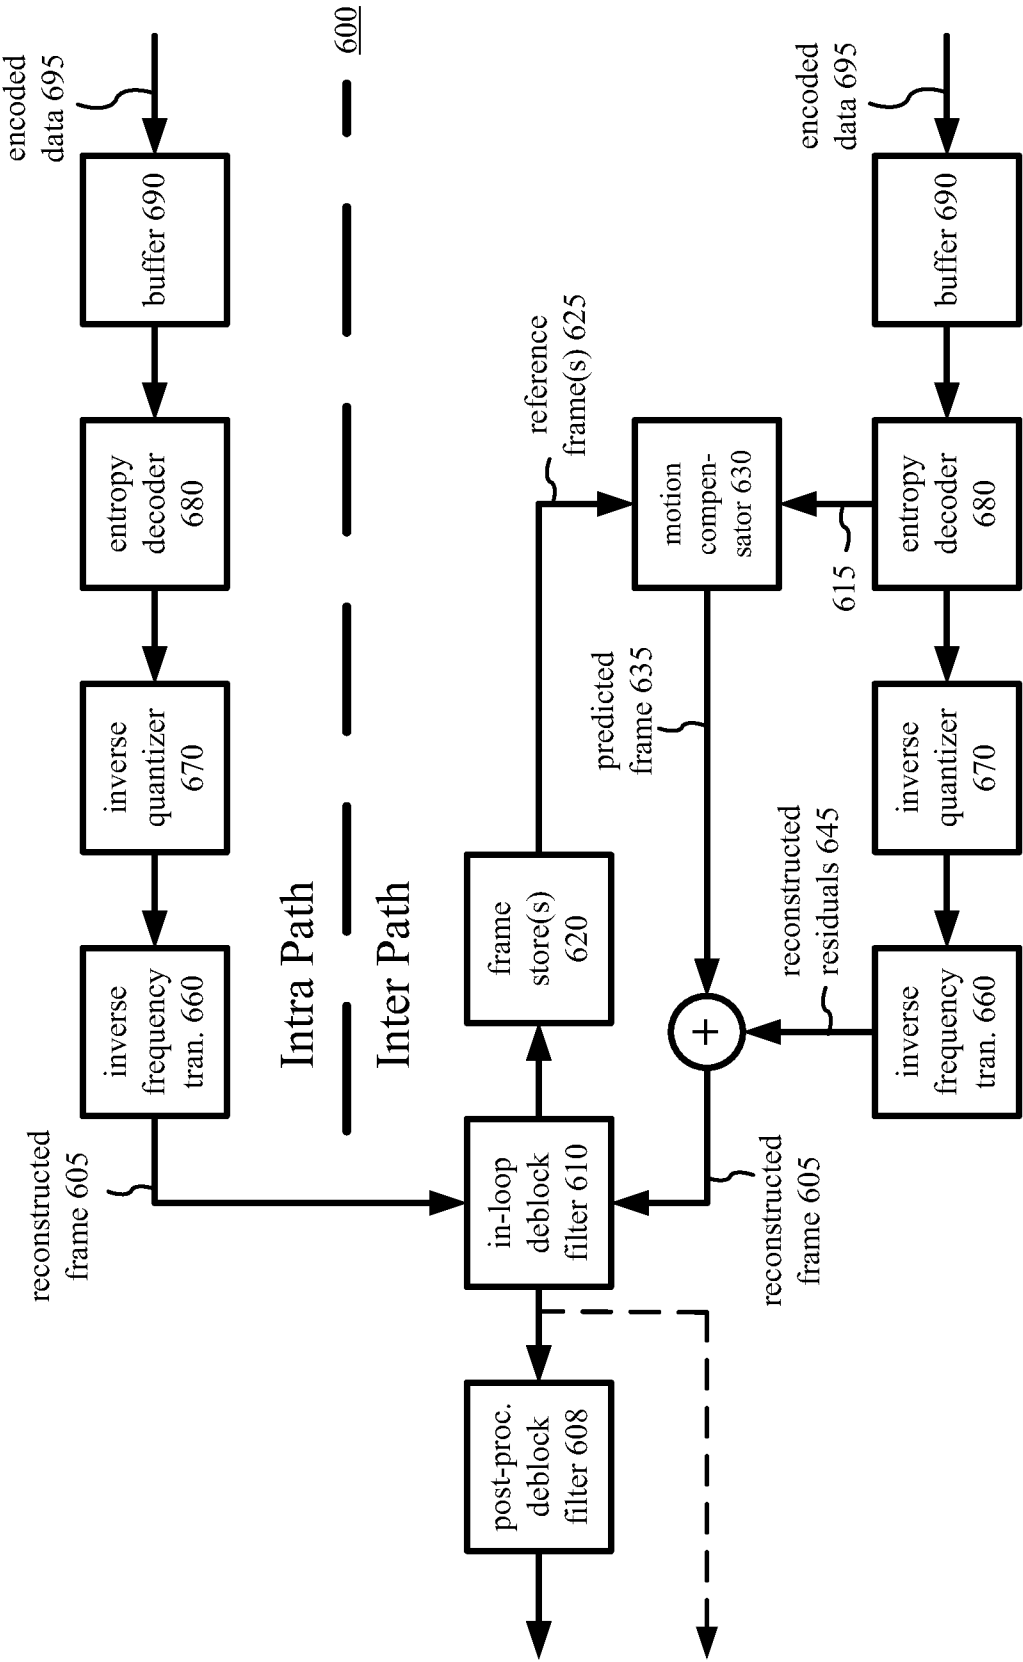 600
encoded
data 695
buffer 690
entropy
decoder
680
inverse
quantizer
670
inverse
frequency
tran. 660
reconstructed
frame 605
Intra Path
Inter Path
reference
frame(s) 625
motion
compen-
sator 630
predicted
frame 635
frame
store(s)
620
in-loop
deblock
filter 610
post-proc.
deblock
filter 608
+
reconstructed
frame 605
615
reconstructed
residuals 645
encoded
data 695
buffer 690
entropy
decoder
680
inverse
quantizer
670
inverse
frequency
tran. 660